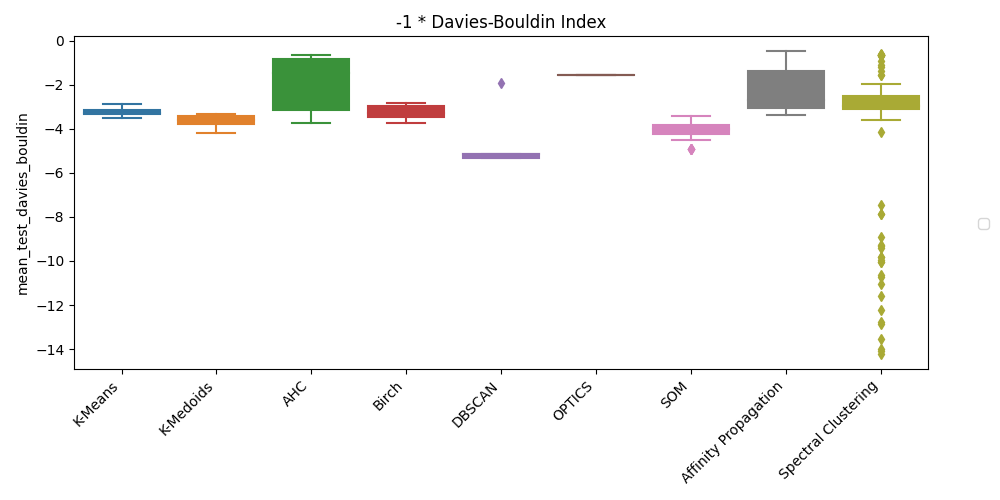 -1 * Davies-Bouldin Index
mean_test_davies_bouldin
0
−2
−4
−6
−8
−10
−12
−14
K-Means
K-Medoids
AHC
Birch
DBSCAN
OPTICS
SOM
Affinity Propagation
Spectral Clustering